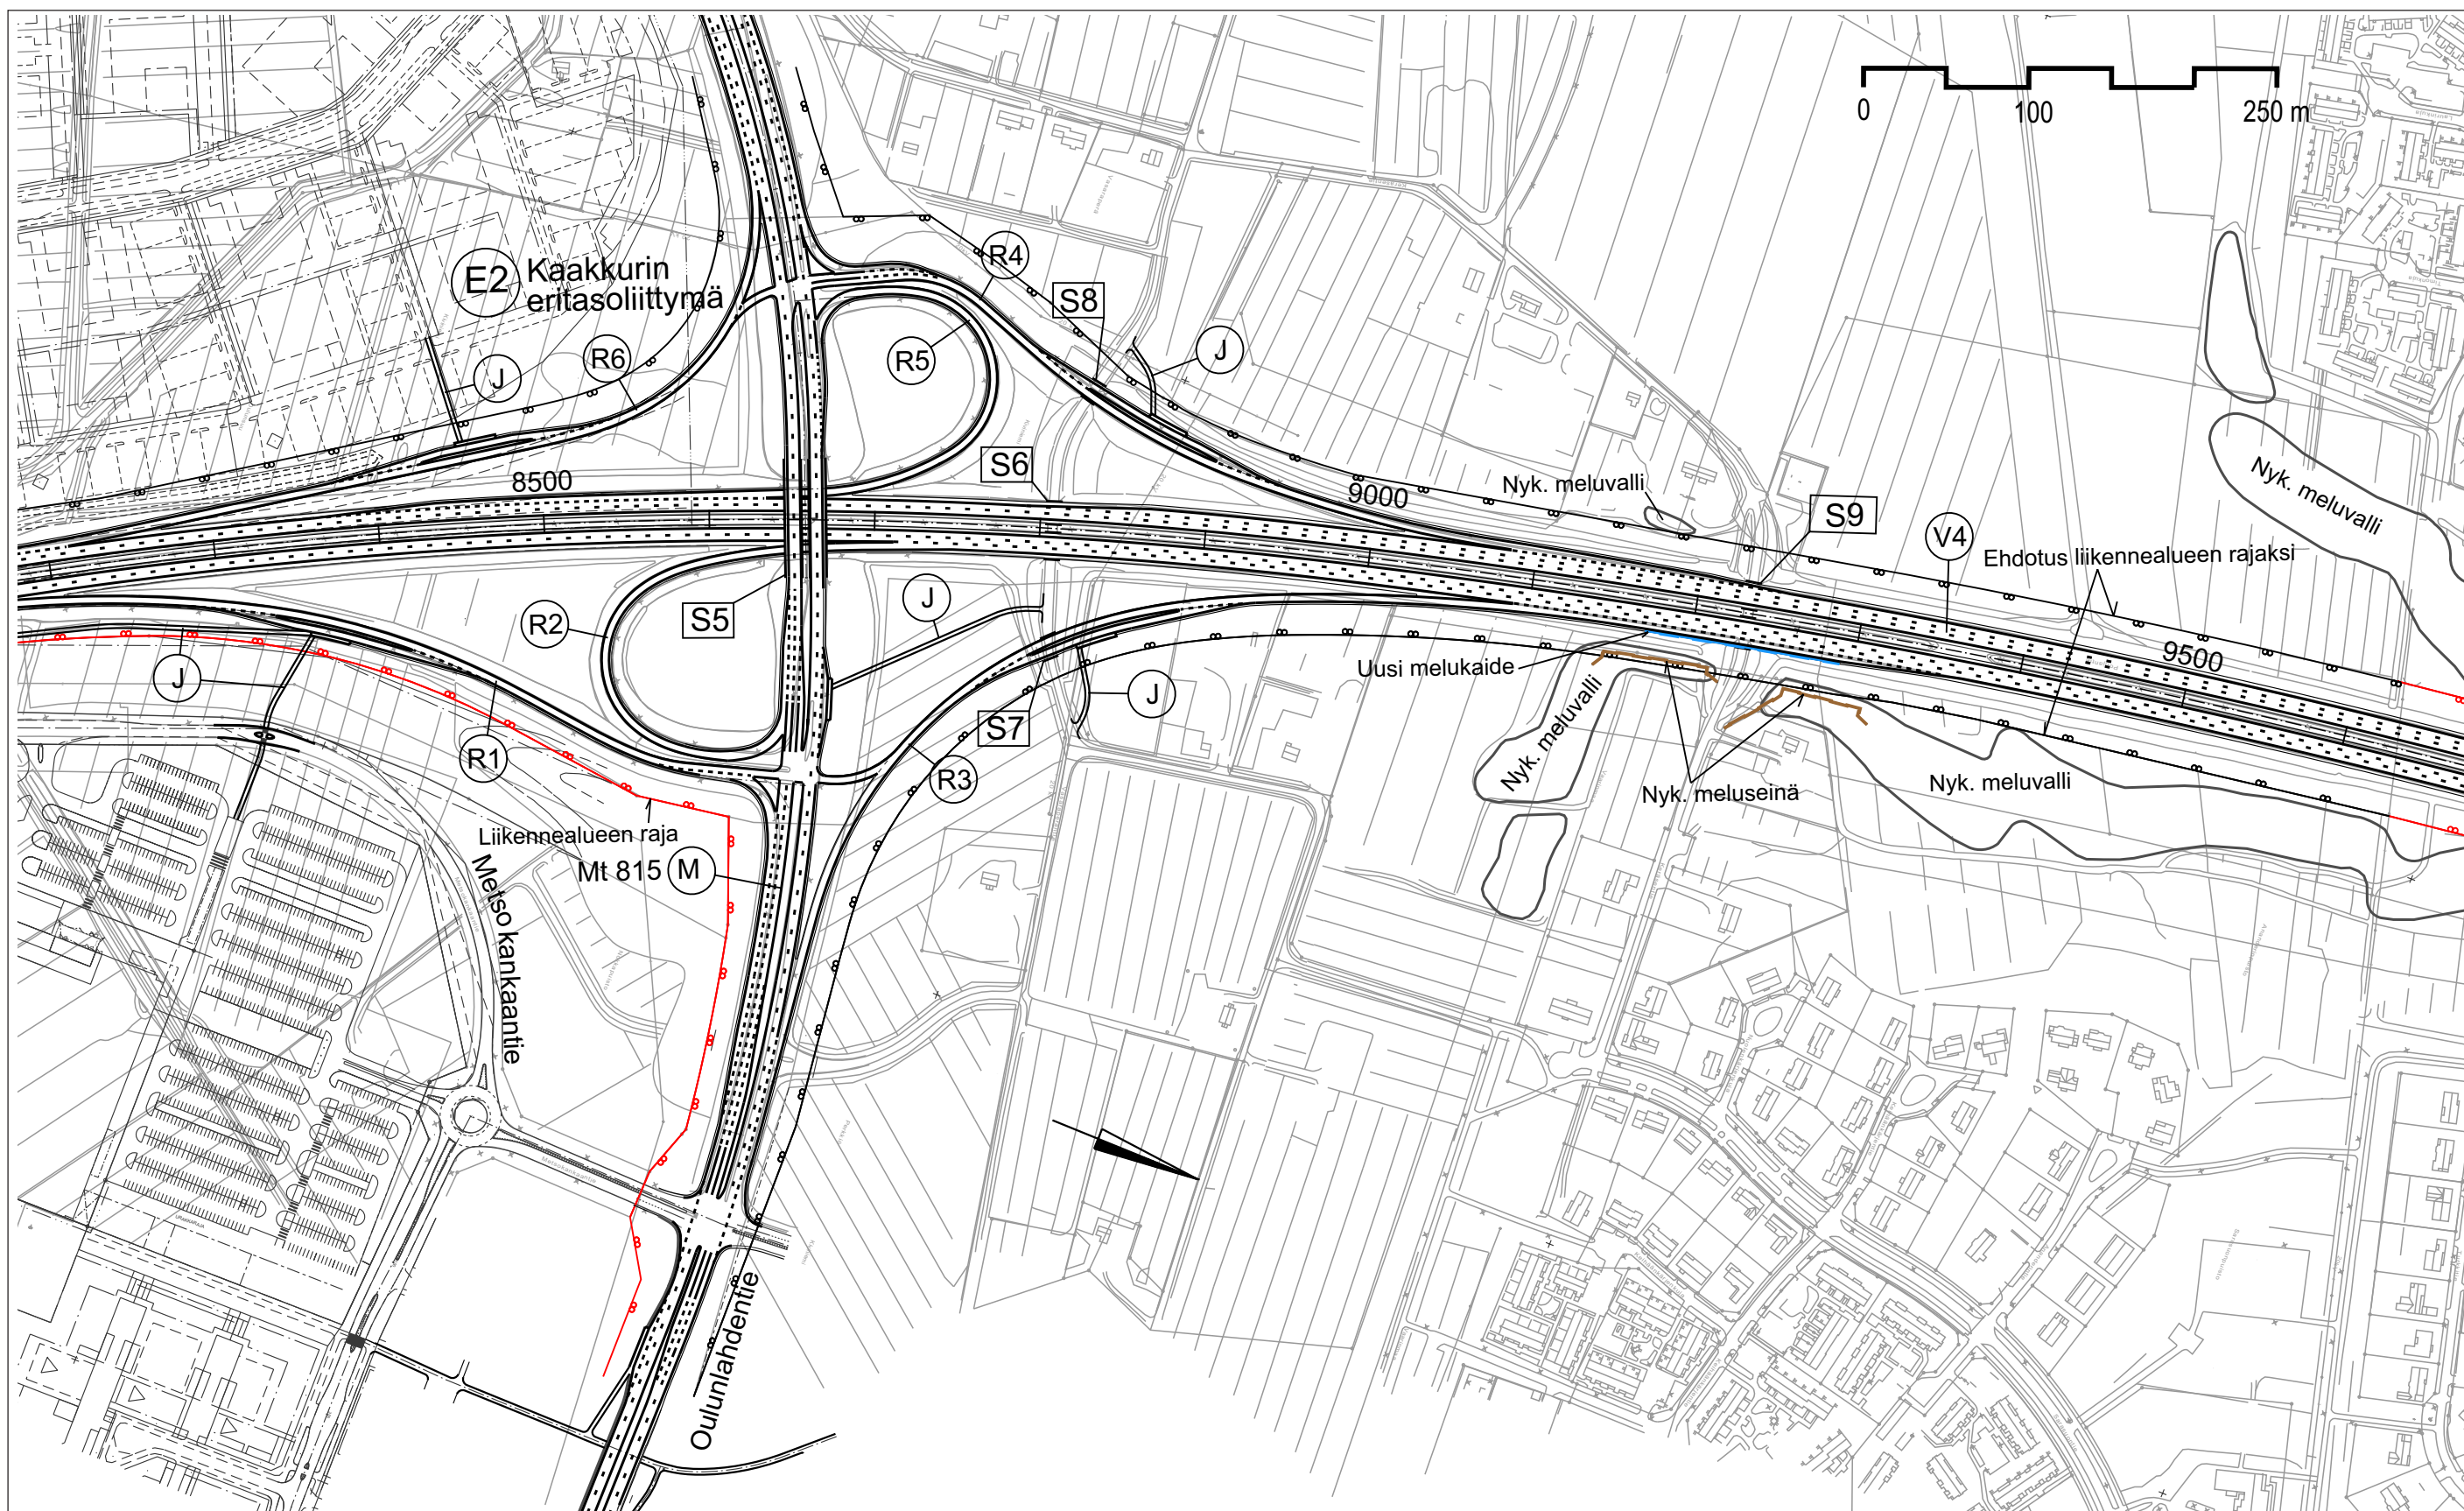 0
100
250 m
E2
Kaakkurin
eritasoliittymä
R4
S8
J
R6
R5
J
8500
S6
9000
Nyk. meluvalli
S9
V4
Ehdotus liikennealueen rajaksi
Nyk. meluvalli
R2
S5
J
J
Uusi melukaide
9500
Nyk. meluvalli
J
S7
R1
R3
Nyk. meluseinä
Nyk. meluvalli
Liikennealueen raja
Mt 815
M
Metsokankaantie
Oulunlahdentie